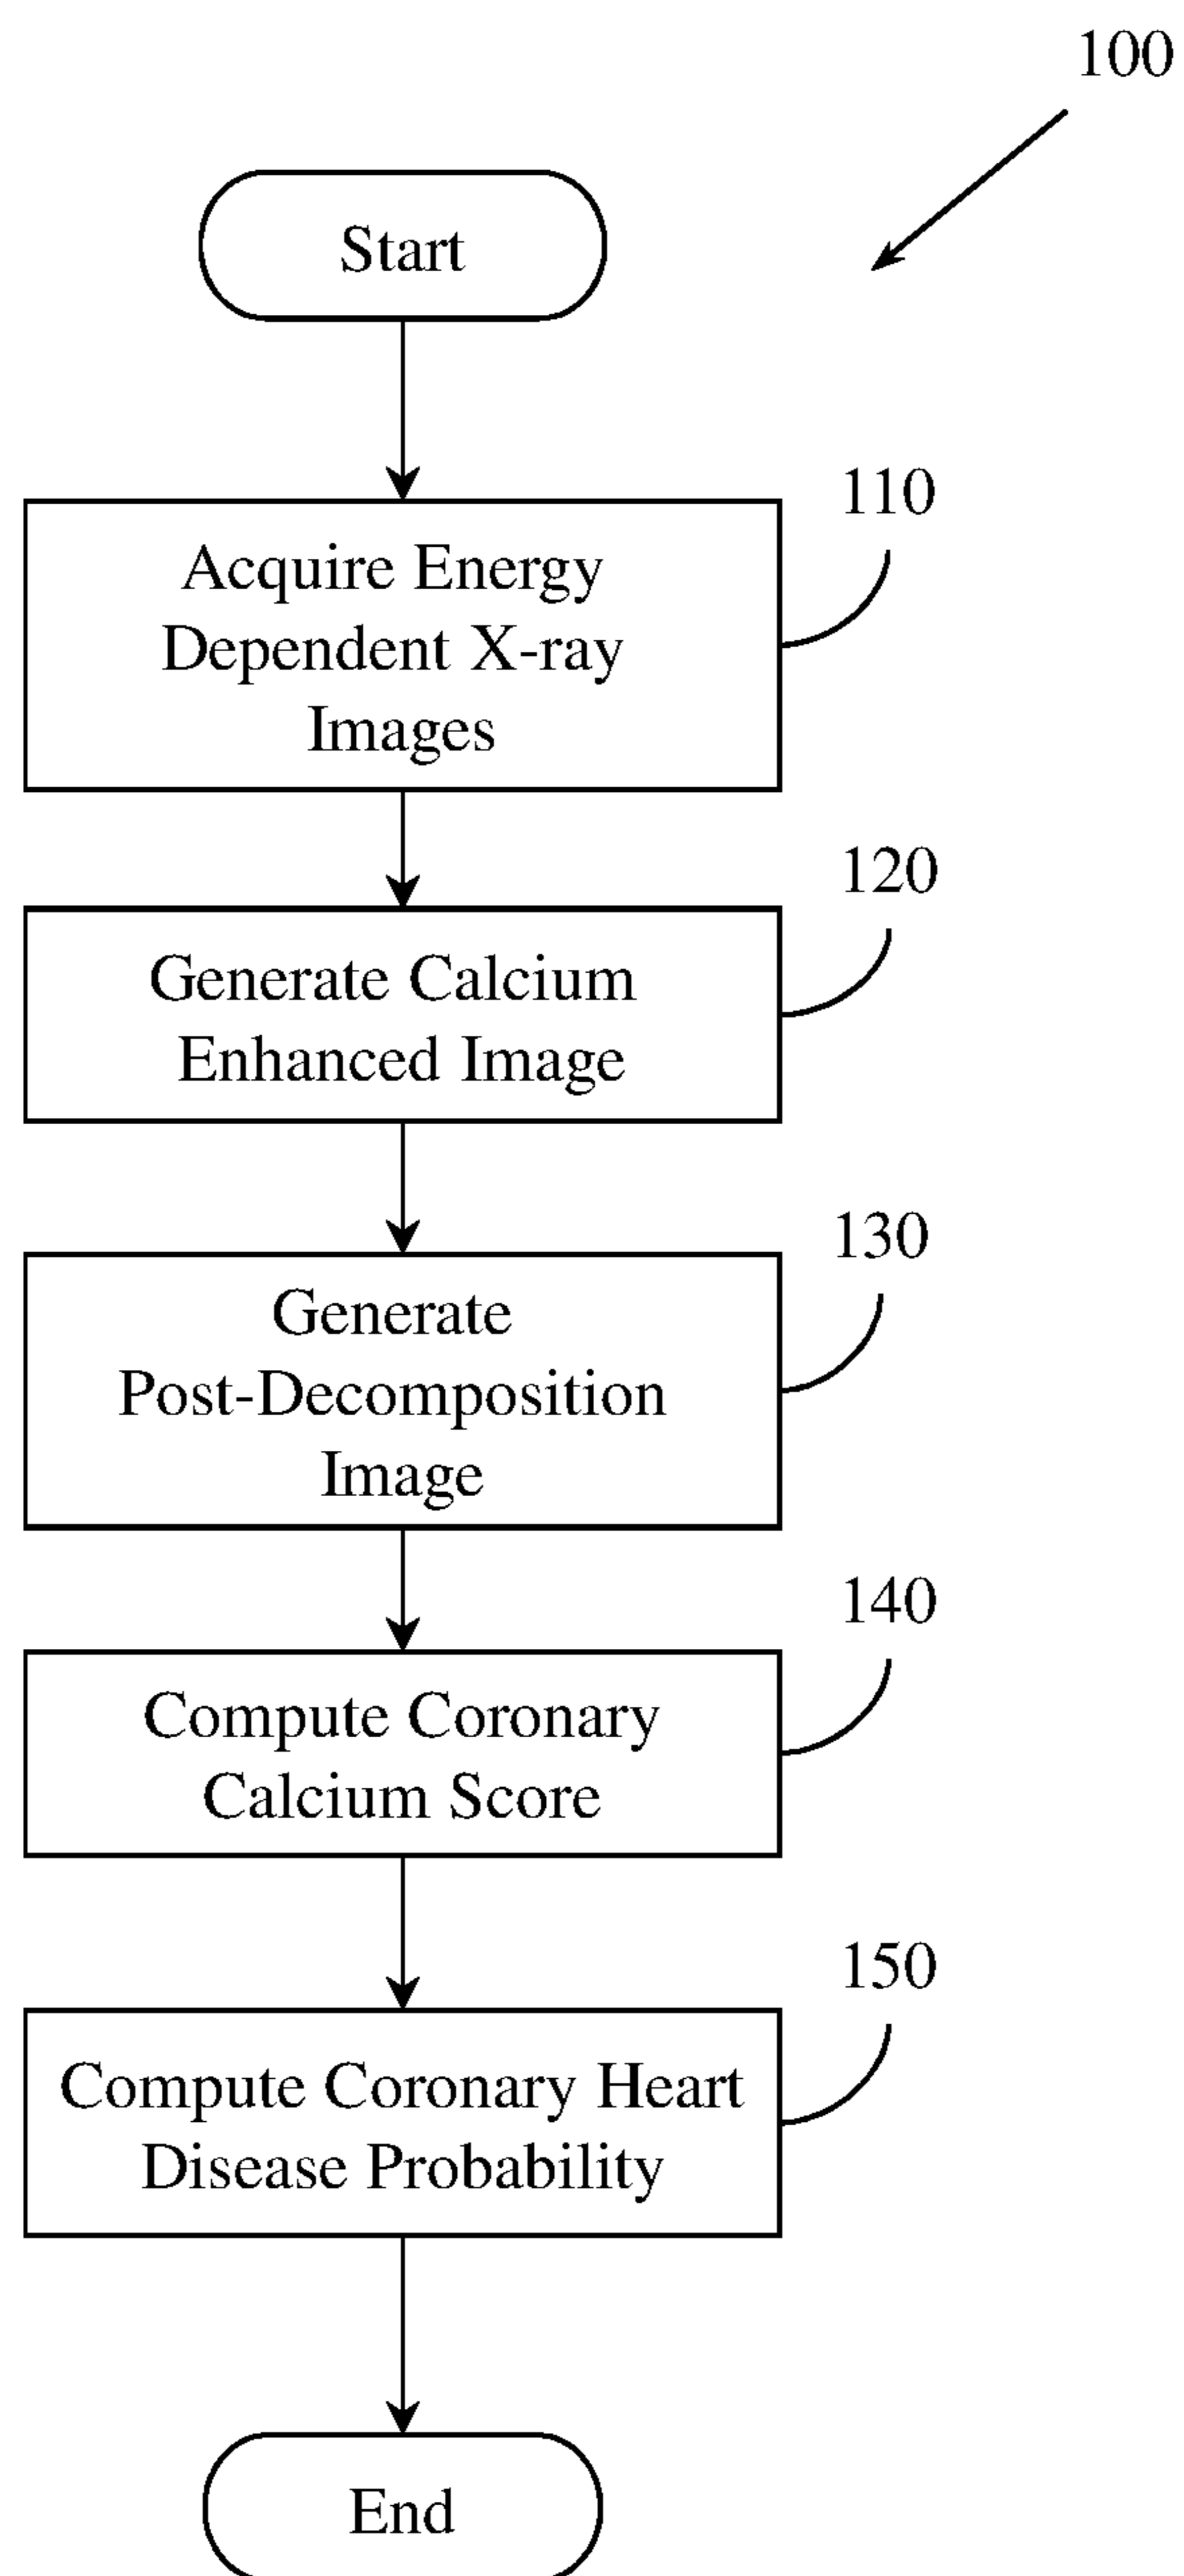 100
Start
110
Acquire Energy
Dependent X-ray
Images
120
Generate Calcium
Enhanced Image
130
Generate
Post-Decomposition
Image
140
Compute Coronary
Calcium Score
150
Compute Coronary Heart
Disease Probability
End